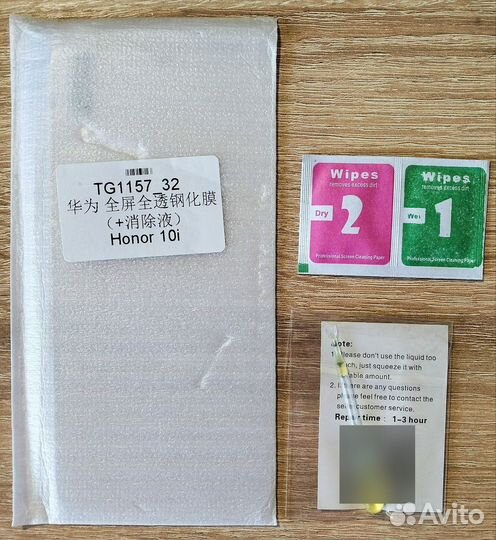 TG1157_32
华为 全屏全透钢化膜
(+消除液)
Honor 10i
Wipes
removes excess dirt
Dry
2
Professional Screen Cleaning Paper
Wipes
removes excess dirt
Wet
1
Professional Screen Cleaning Paper
Note:
1. Please don't use the liquid too
just squeeze it with
amount.
2. If there are any questions
please feel free to contact the
customer service.
Repair time : 1-3 hour
Avito